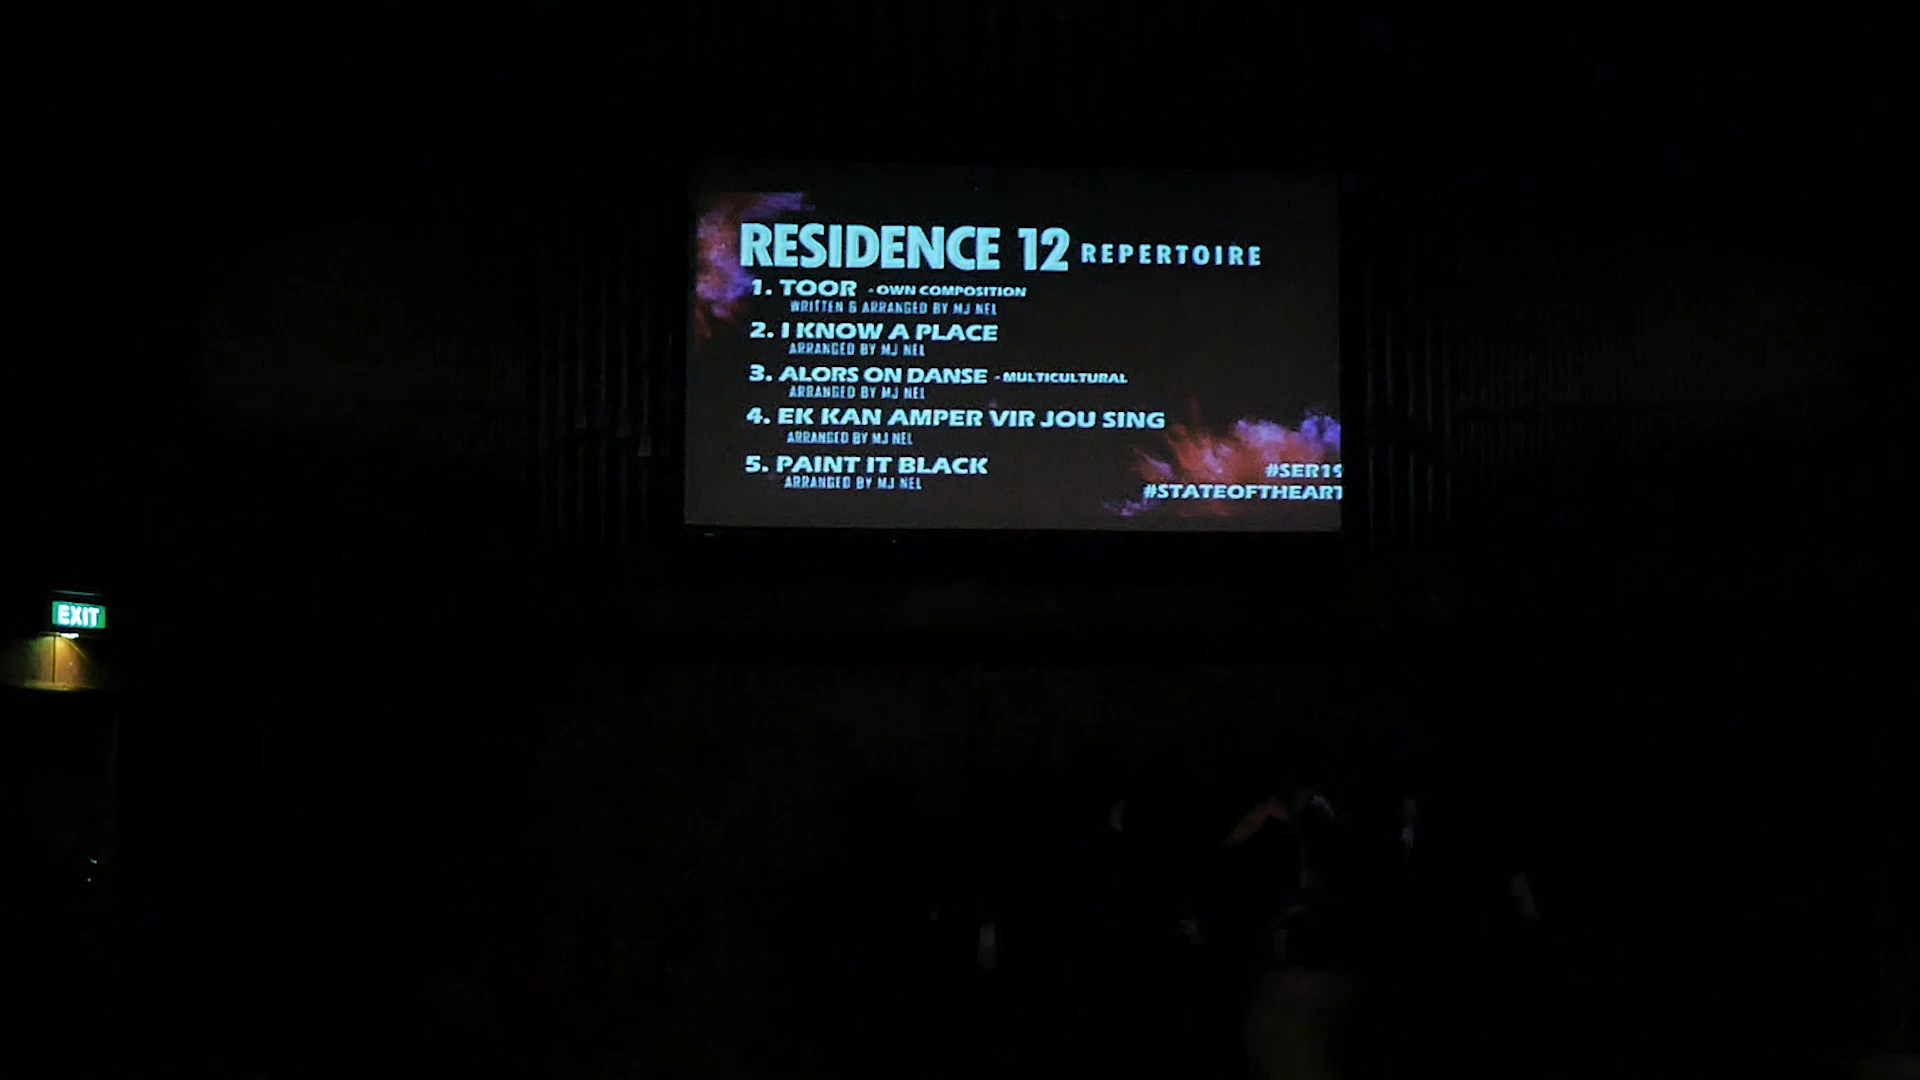 RESIDENCE 12 REPERTOIRE
1. TOOR - OWN COMPOSITION
WRITTEN & ARRANGED BY MJ NEL
2. I KNOW A PLACE
ARRANGED BY MJ NEL
3. ALORS ON DANSE - MULTICULTURAL
ARRANGED BY MJ NEL
4. EK KAN AMPER VIR JOU SING
ARRANGED BY MJ NEL
5. PAINT IT BLACK
ARRANGED BY MJ NEL
#SER19
#STATEOFTHEART
EXIT